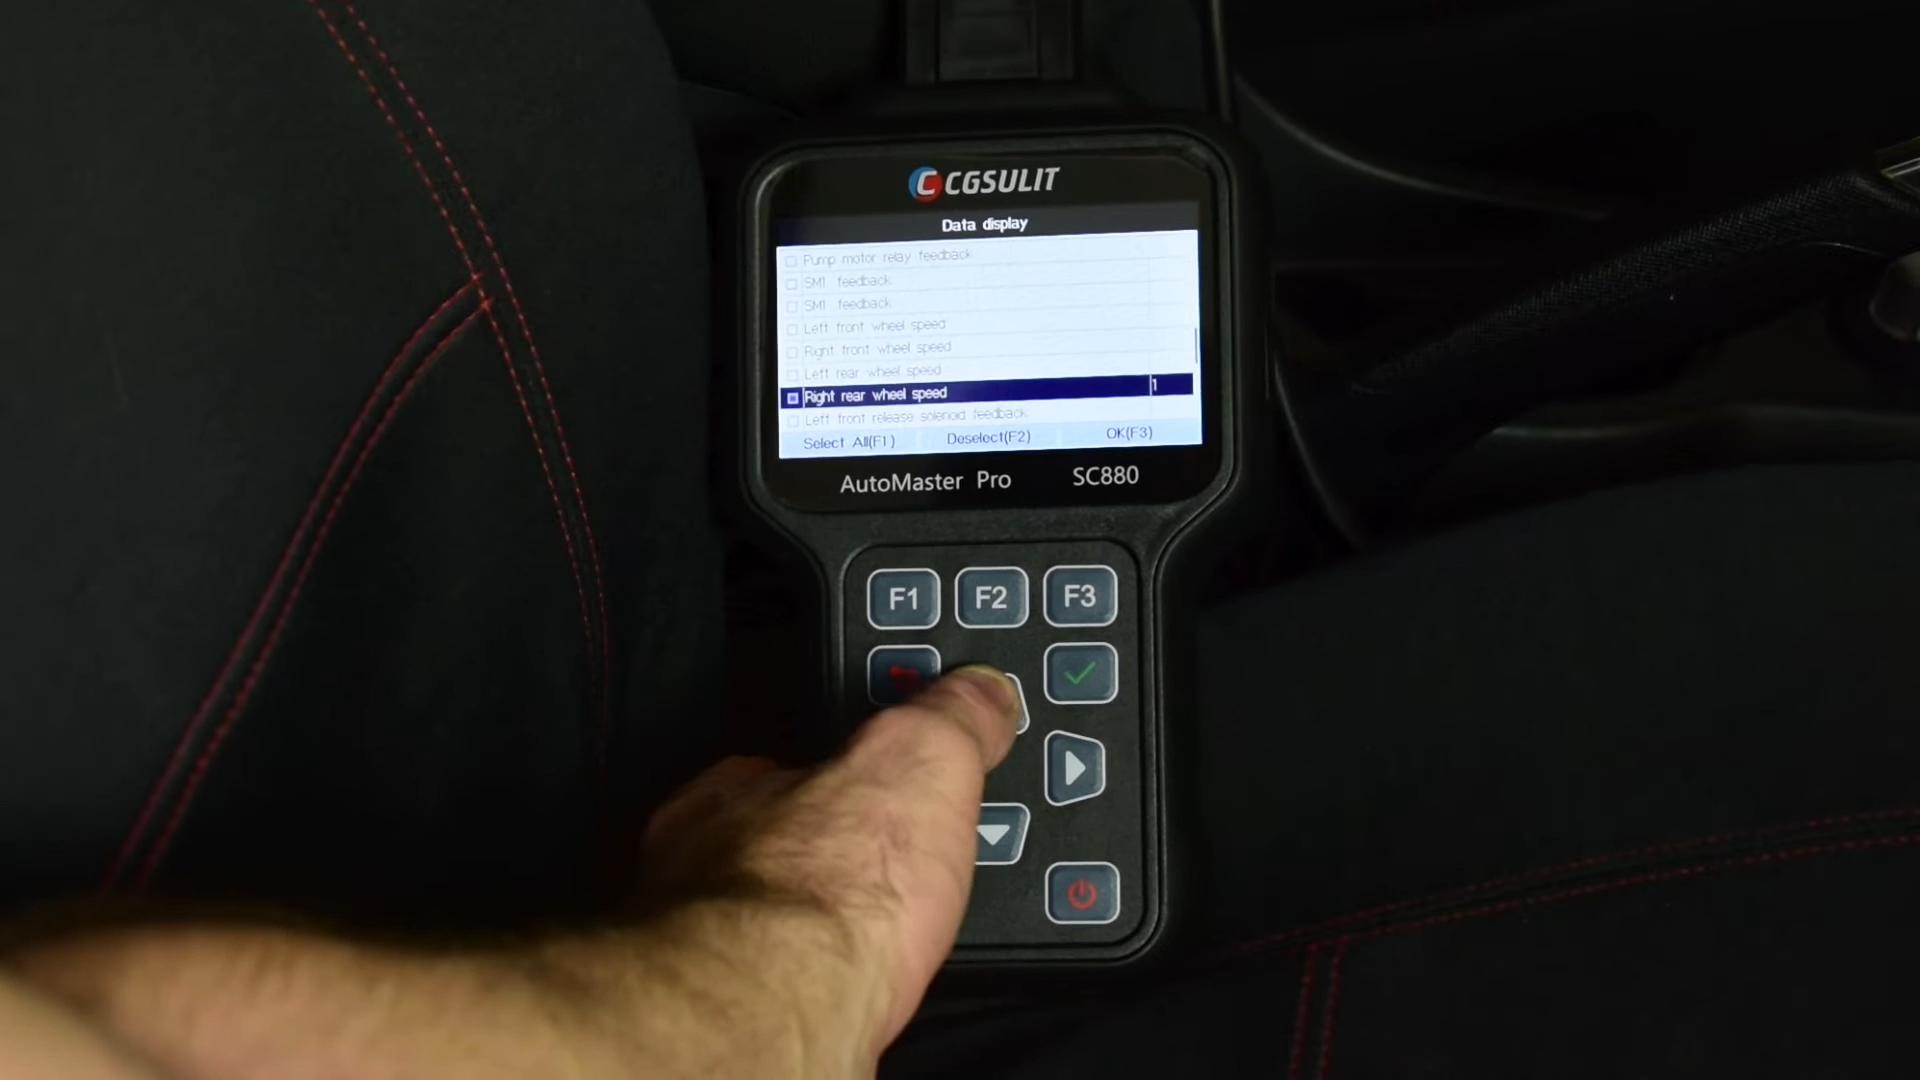 CGSULIT
Data display
Pump motor relay feedback
SM1 feedback
SM1 feedback
Left front wheel speed
Right front wheel speed
Left rear wheel speed
Right rear wheel speed 1
Left front release solenoid feedback
Select All(F1) Deselect(F2) OK(F3)
AutoMaster Pro SC880
F1 F2 F3